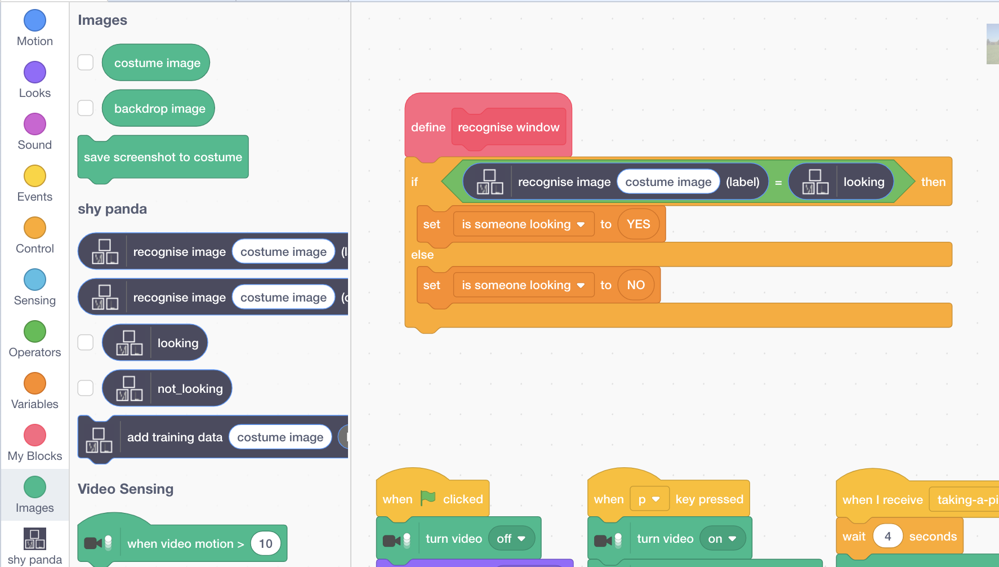 Motion
Looks
Sound
Events
Control
Sensing
Operators
Variables
My Blocks
Images
shy panda
Images
costume image
backdrop image
save screenshot to costume
shy panda
recognise image costume image
recognise image costume image
looking
not_looking
add training data costume image
Video Sensing
when video motion > 10
define recognise window
if recognise image costume image (label) = looking then
set is someone looking to YES
else
set is someone looking to NO
when clicked
turn video off
when p key pressed
turn video on
when I receive taking-a-pi
wait 4 seconds